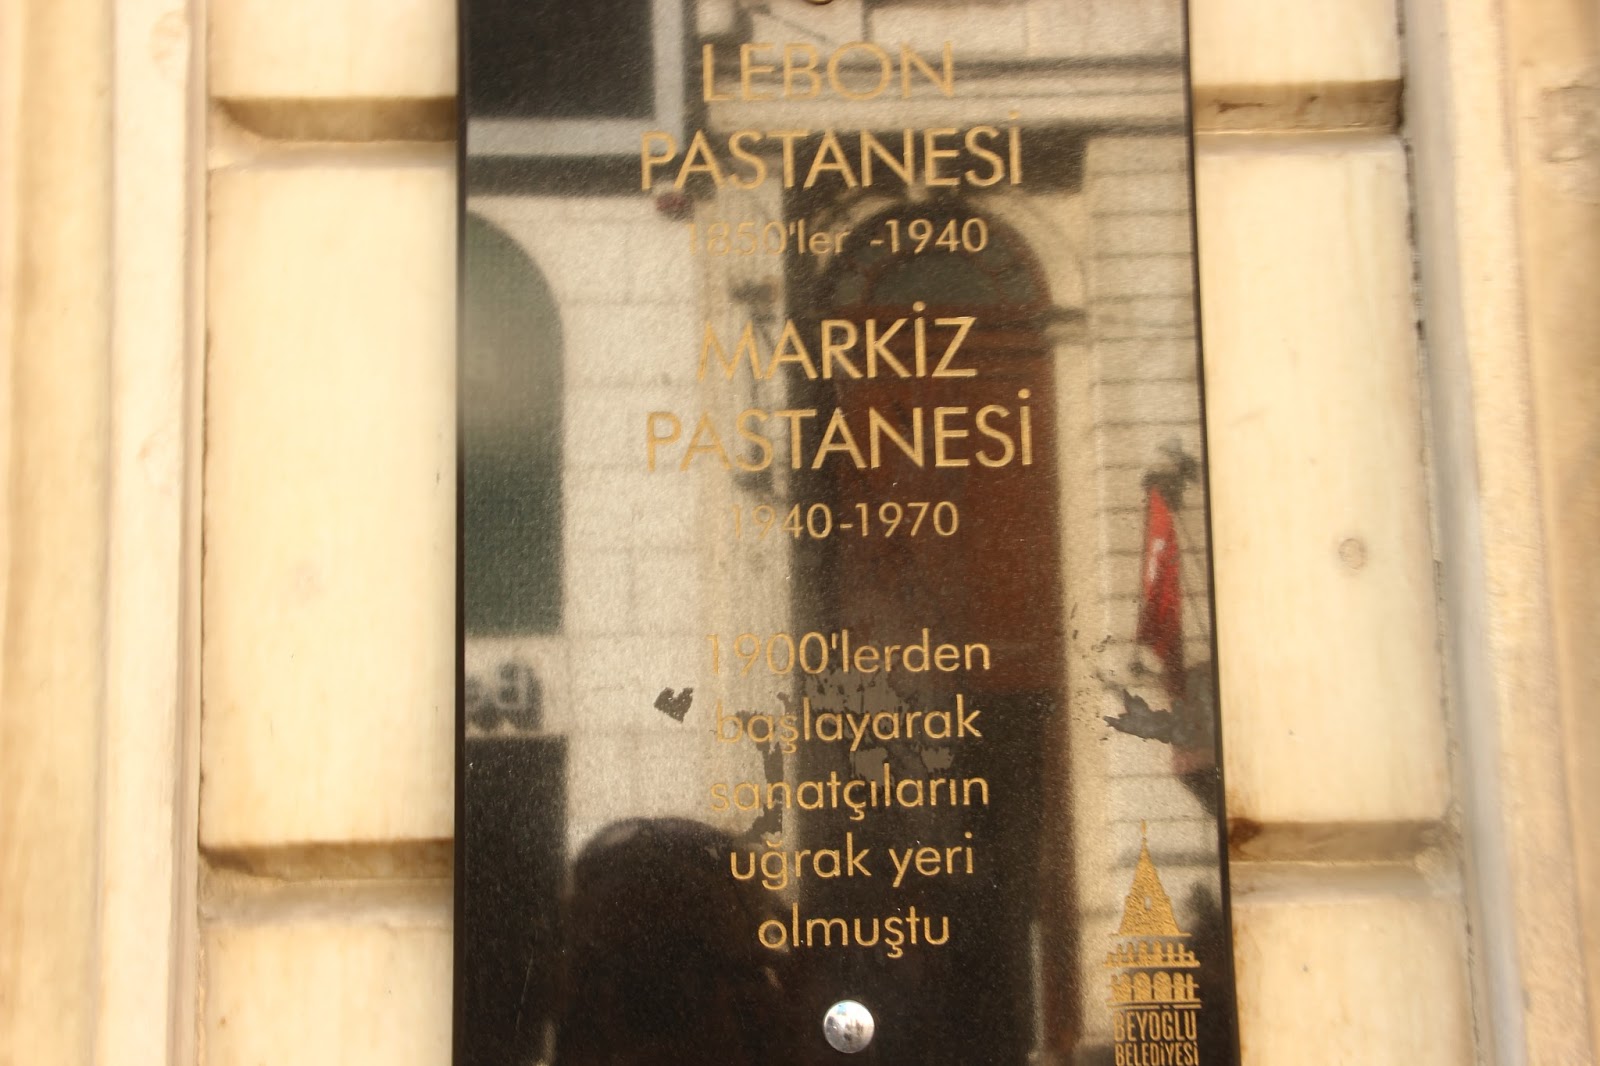 LEBON
PASTANESİ
1850'ler -1940
MARKİZ
PASTANESİ
1940-1970
1900'lerden
başlayarak
sanatçıların
uğrak yeri
olmuştu
BEYOĞLU
BELEDİYESİ